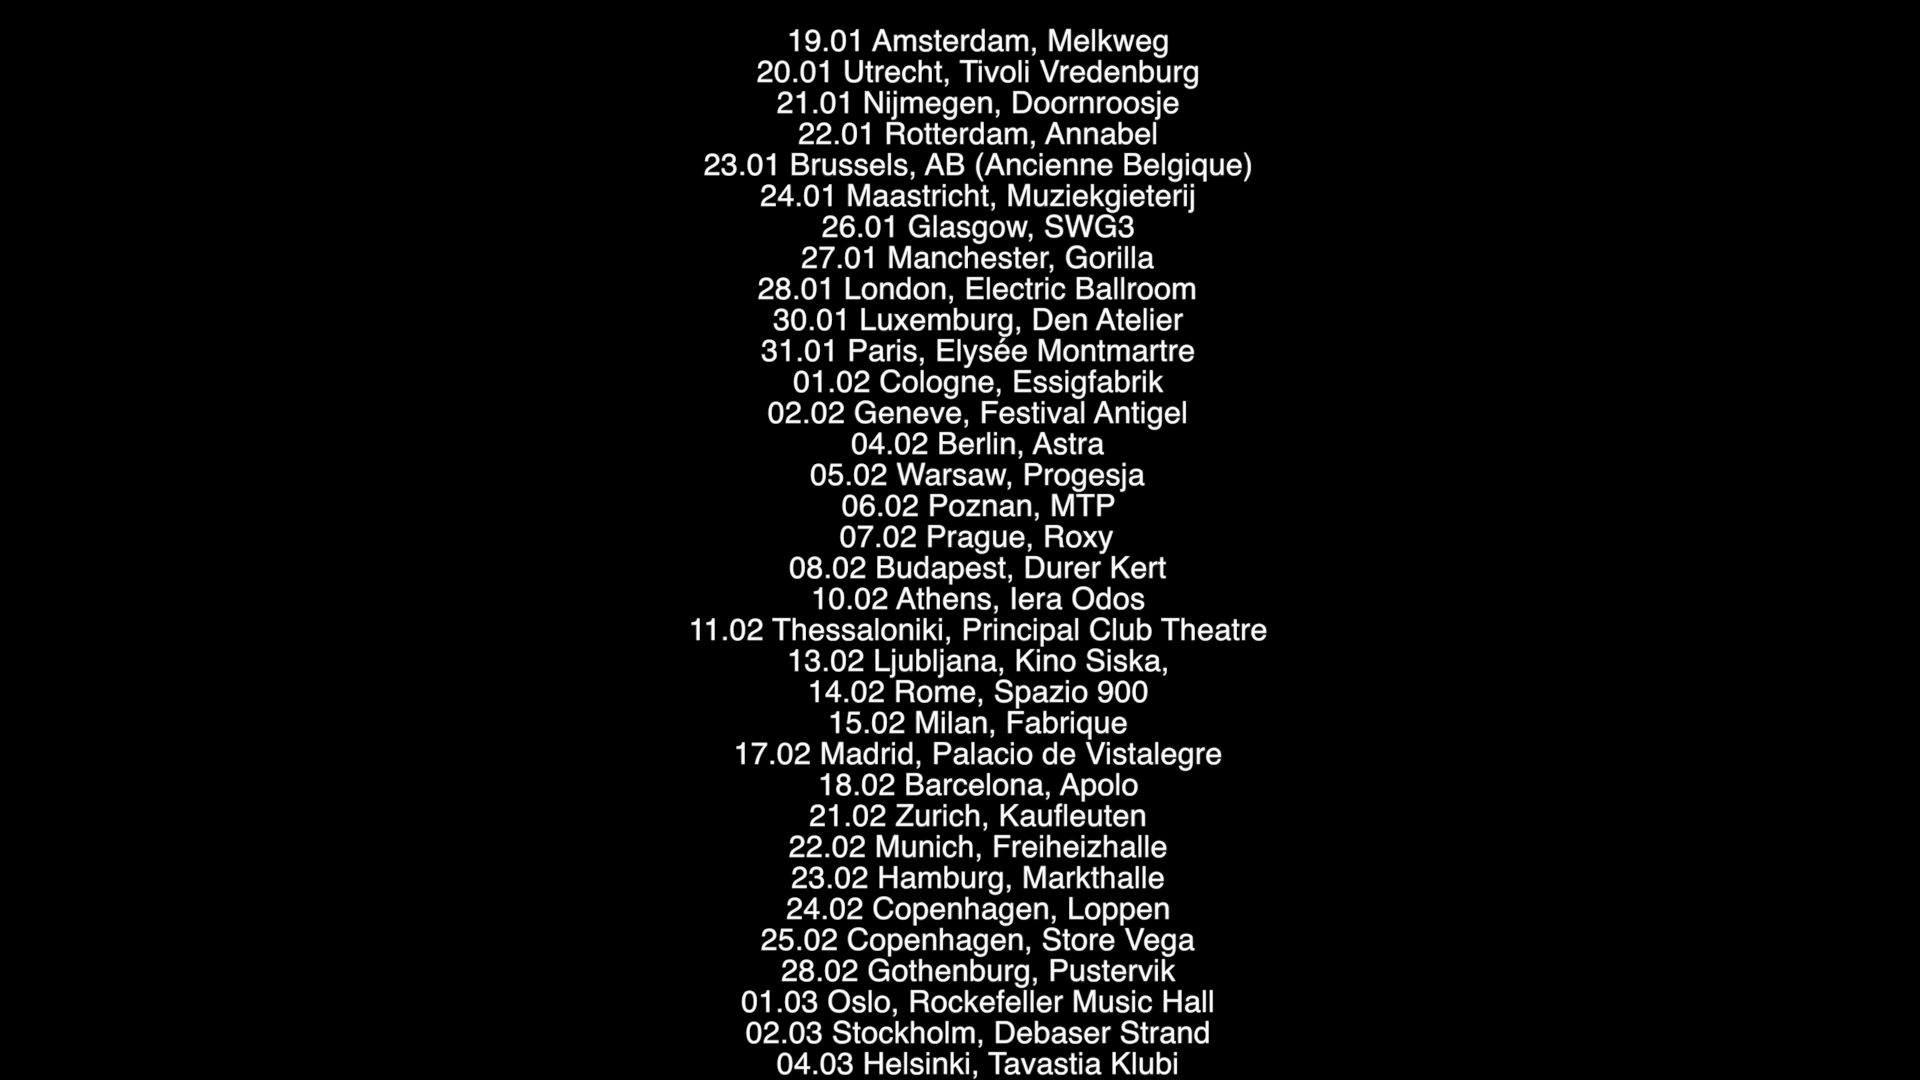 19.01 Amsterdam, Melkweg
20.01 Utrecht, Tivoli Vredenburg
21.01 Nijmegen, Doornroosje
22.01 Rotterdam, Annabel
23.01 Brussels, AB (Ancienne Belgique)
24.01 Maastricht, Muziekgieterij
26.01 Glasgow, SWG3
27.01 Manchester, Gorilla
28.01 London, Electric Ballroom
30.01 Luxemburg, Den Atelier
31.01 Paris, Elysée Montmartre
01.02 Cologne, Essigfabrik
02.02 Geneve, Festival Antigel
04.02 Berlin, Astra
05.02 Warsaw, Progesja
06.02 Poznan, MTP
07.02 Prague, Roxy
08.02 Budapest, Durer Kert
10.02 Athens, Iera Odos
11.02 Thessaloniki, Principal Club Theatre
13.02 Ljubljana, Kino Siska,
14.02 Rome, Spazio 900
15.02 Milan, Fabrique
17.02 Madrid, Palacio de Vistalegre
18.02 Barcelona, Apolo
21.02 Zurich, Kaufleuten
22.02 Munich, Freiheizhalle
23.02 Hamburg, Markthalle
24.02 Copenhagen, Loppen
25.02 Copenhagen, Store Vega
28.02 Gothenburg, Pustervik
01.03 Oslo, Rockefeller Music Hall
02.03 Stockholm, Debaser Strand
04.03 Helsinki, Tavastia Klubi